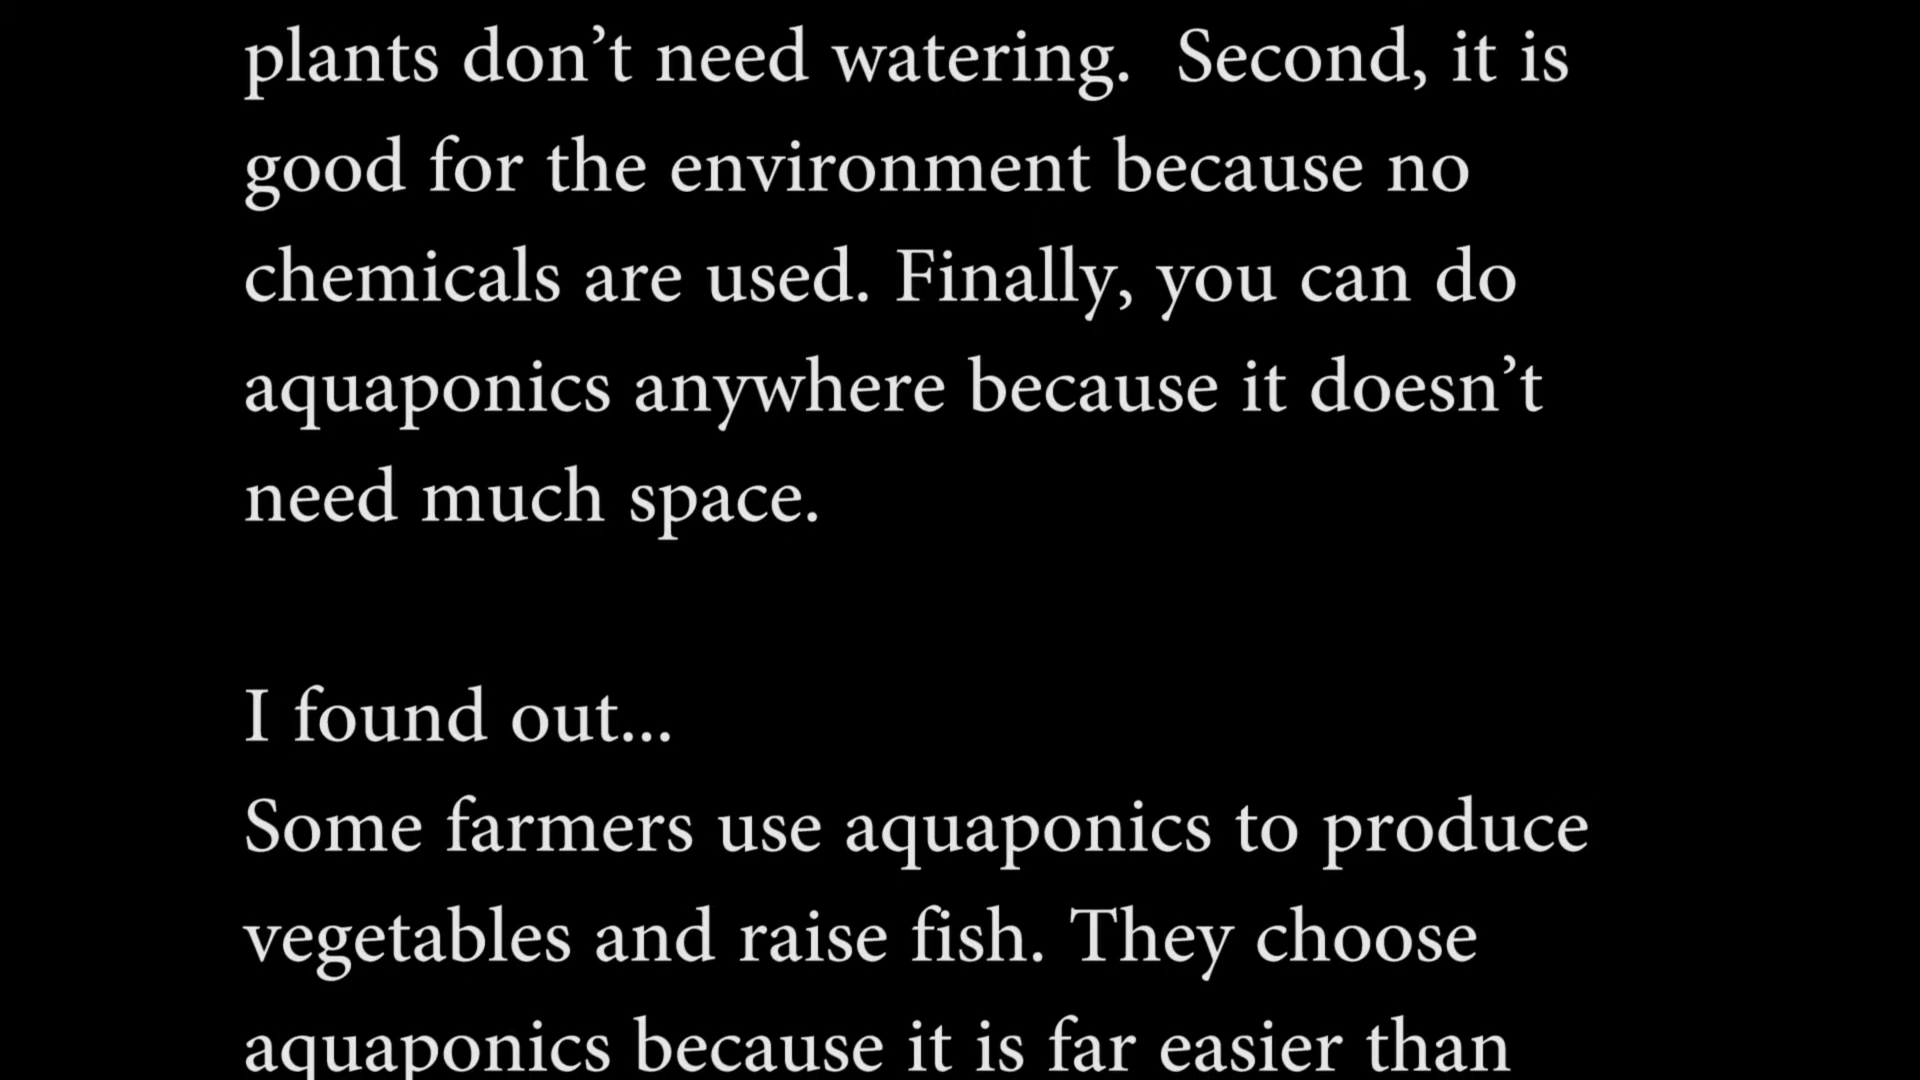 plants don’t need watering.  Second, it is
good for the environment because no
chemicals are used. Finally, you can do
aquaponics anywhere because it doesn’t
need much space.
I found out...
Some farmers use aquaponics to produce
vegetables and raise fish. They choose
aquaponics because it is far easier than